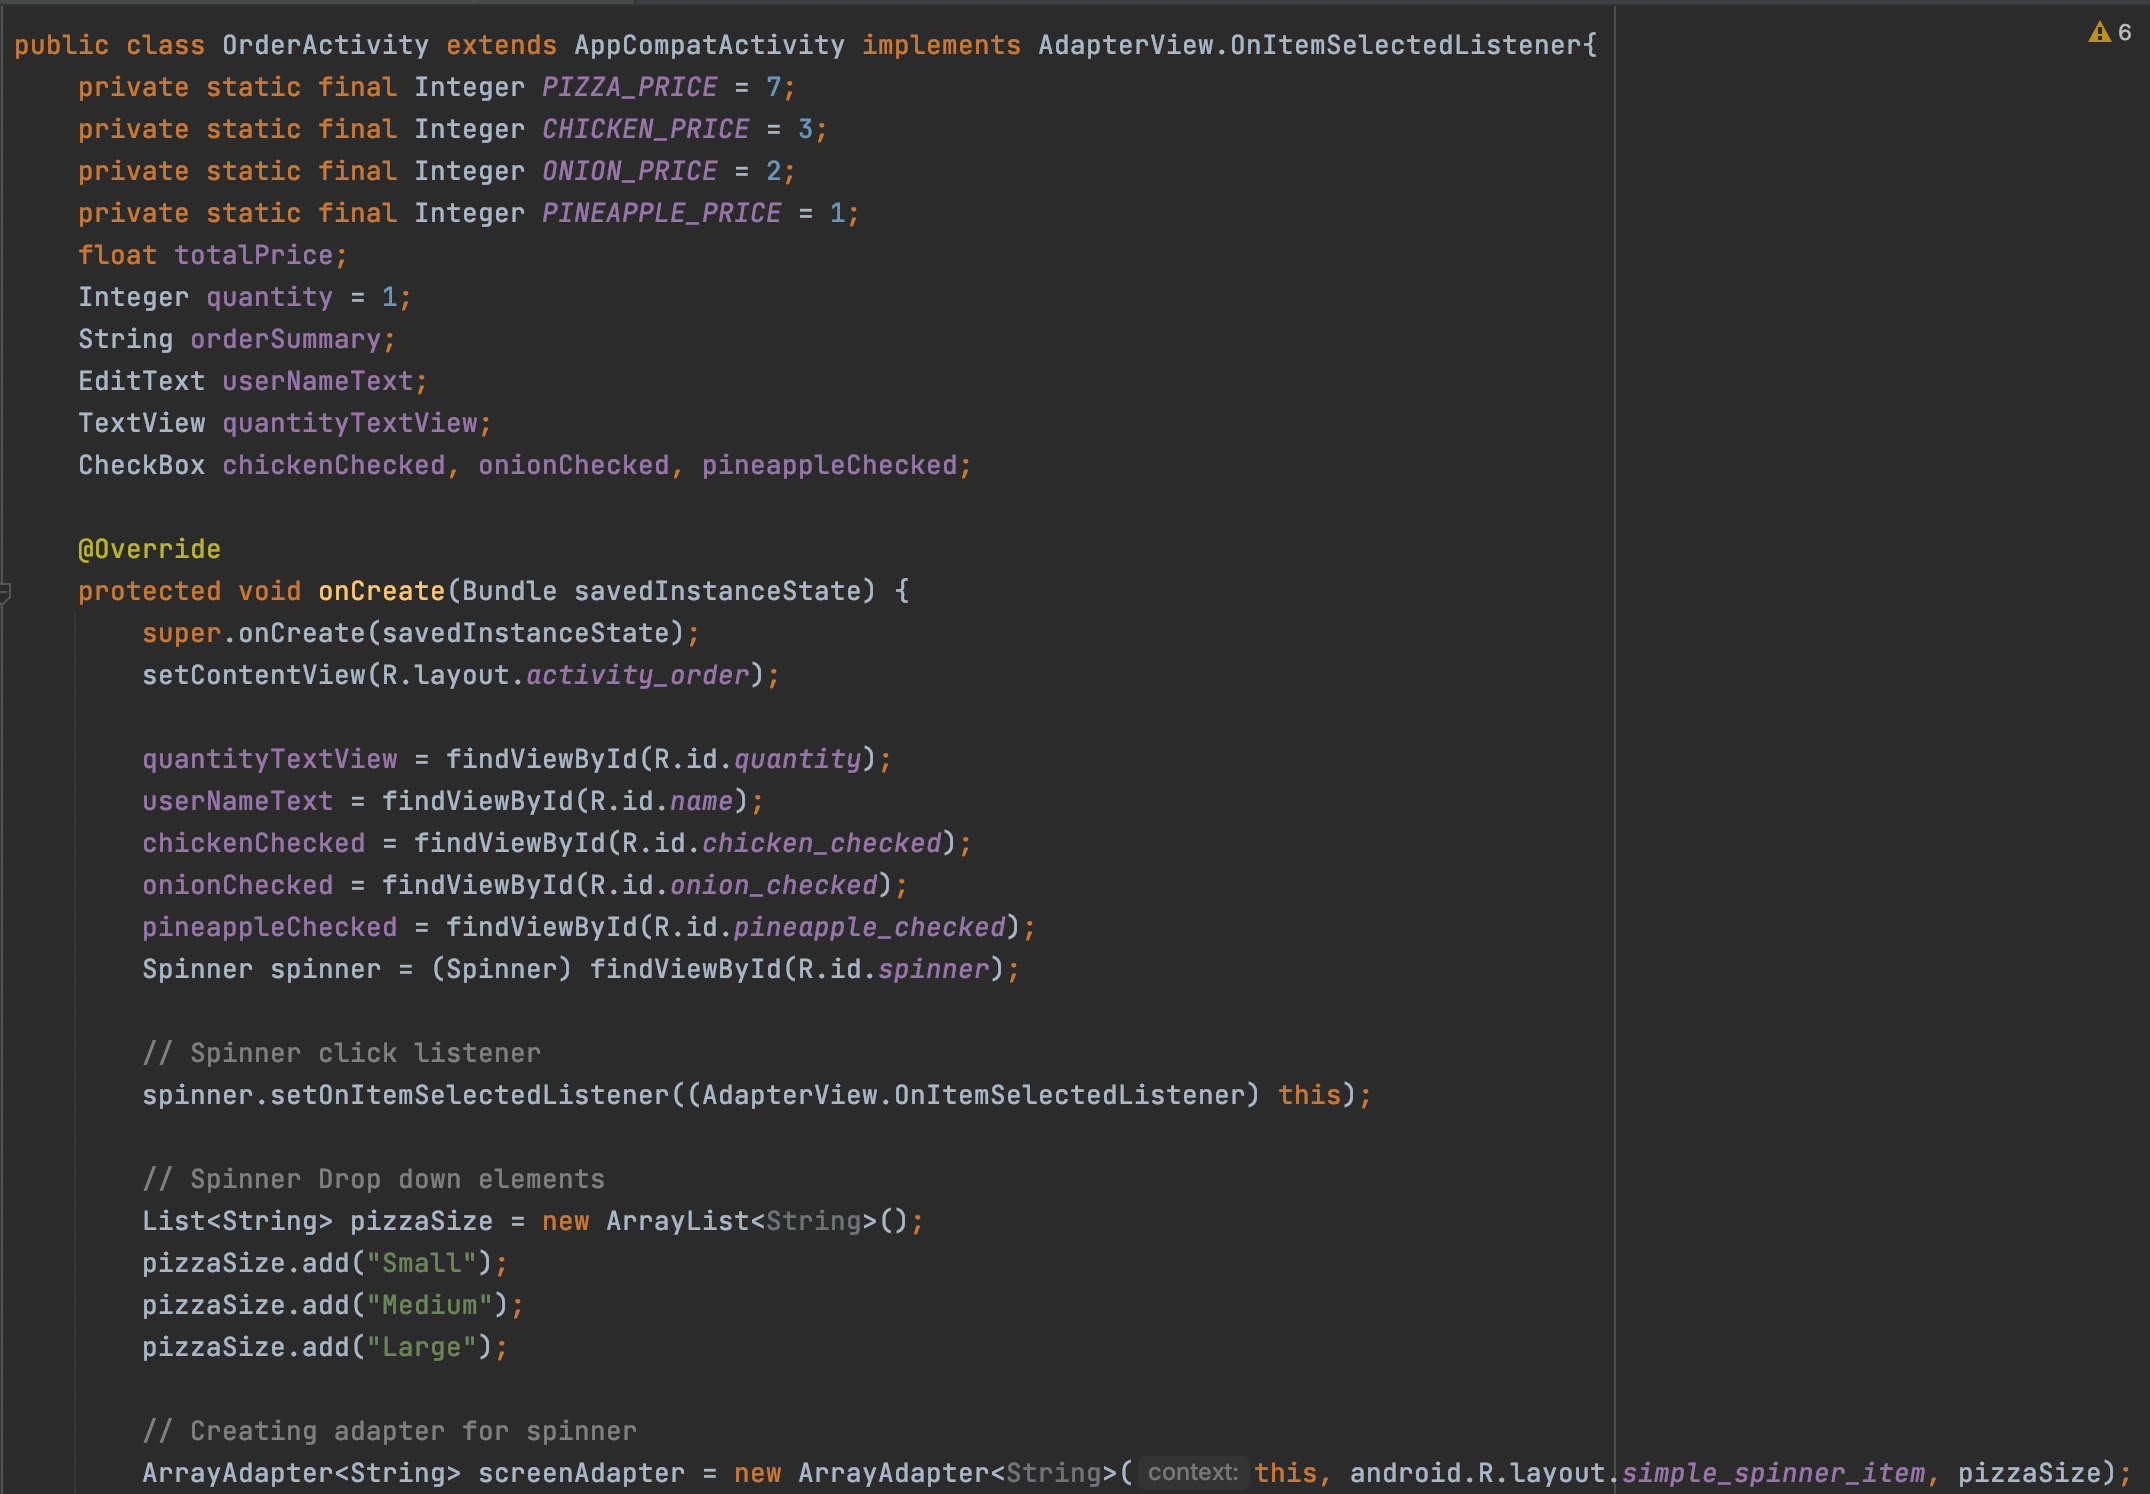 public class OrderActivity extends AppCompatActivity implements AdapterView.OnItemSelectedListener{
6
private static final Integer PIZZA_PRICE = 7;
private static final Integer CHICKEN_PRICE = 3;
private static final Integer ONION_PRICE = 2;
private static final Integer PINEAPPLE_PRICE = 1;
float totalPrice;
Integer quantity = 1;
String orderSummary;
EditText userNameText;
TextView quantityTextView;
CheckBox chickenChecked, onionChecked, pineappleChecked;
@Override
protected void onCreate(Bundle savedInstanceState) {
super.onCreate(savedInstanceState);
setContentView(R.layout.activity_order);
quantityTextView = findViewById(R.id.quantity);
userNameText = findViewById(R.id.name);
chickenChecked = findViewById(R.id.chicken_checked);
onionChecked = findViewById(R.id.onion_checked);
pineappleChecked = findViewById(R.id.pineapple_checked);
Spinner spinner = (Spinner) findViewById(R.id.spinner);
// Spinner click listener
spinner.setOnItemSelectedListener((AdapterView.OnItemSelectedListener) this);
// Spinner Drop down elements
List<String> pizzaSize = new ArrayList<String>();
pizzaSize.add("Small");
pizzaSize.add("Medium");
pizzaSize.add("Large");
// Creating adapter for spinner
ArrayAdapter<String> screenAdapter = new ArrayAdapter<String>( context: this, android.R.layout.simple_spinner_item, pizzaSize);